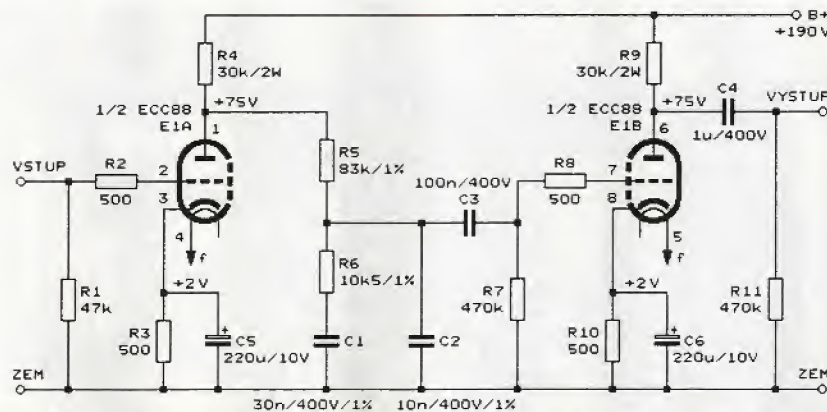 B+
+190V
R4
30k/2W
R9
30k/2W
C4
1/2 ECC88
E1A
1
+75V
1/2 ECC88
E1B
6
+75V
VYSTUP
1u/400V
VSTUP
R2
500
2
3
4
f
R5
83k/1%
100n/400V
C3
R8
500
7
8
5
f
R1
47k
+2V
R6
10k5/1%
R7
470k
+2V
R11
470k
R3
500
+
C5
220u/10V
C1
C2
R10
500
+
C6
220u/10V
ZEM
ZEM
30n/400V/1%
10n/400V/1%